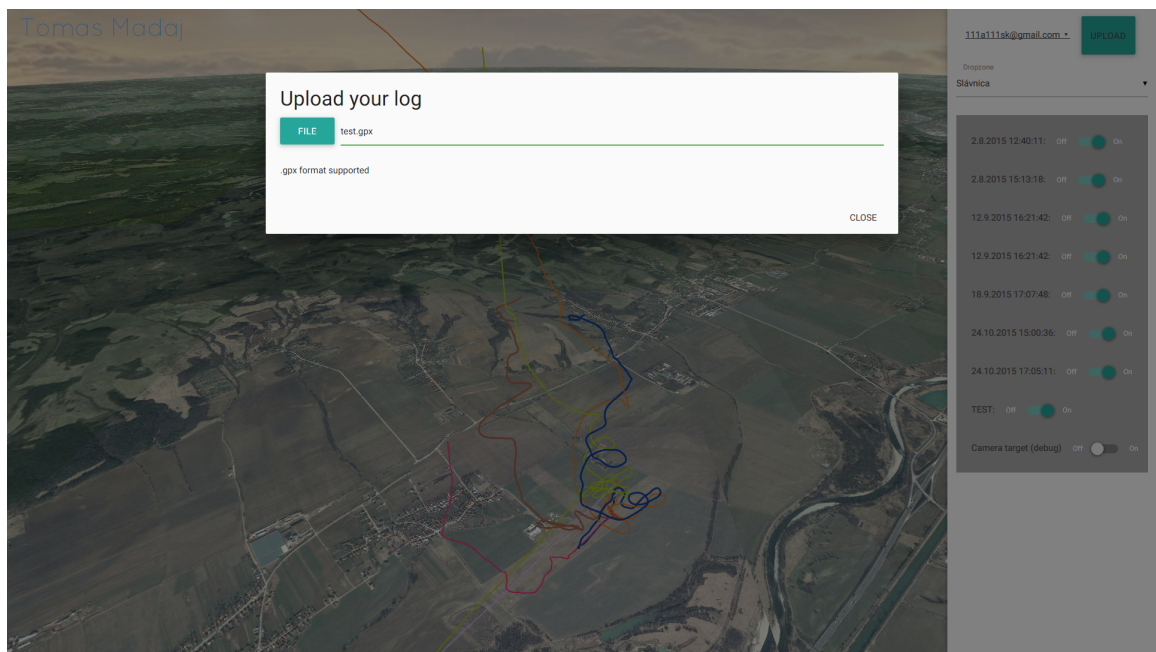 Tomas Madaj
111a111sk@gmail.com
UPLOAD
Dropzone
Slávnica
Upload your log
FILE test.gpx
.gpx format supported
CLOSE
2.8.2015 12:40:11: Off On
2.8.2015 15:13:18: Off On
12.9.2015 16:21:42: Off On
12.9.2015 16:21:42: Off On
18.9.2015 17:07:48: Off On
24.10.2015 15:00:36: Off On
24.10.2015 17:05:11: Off On
TEST: Off On
Camera target (debug) Off On